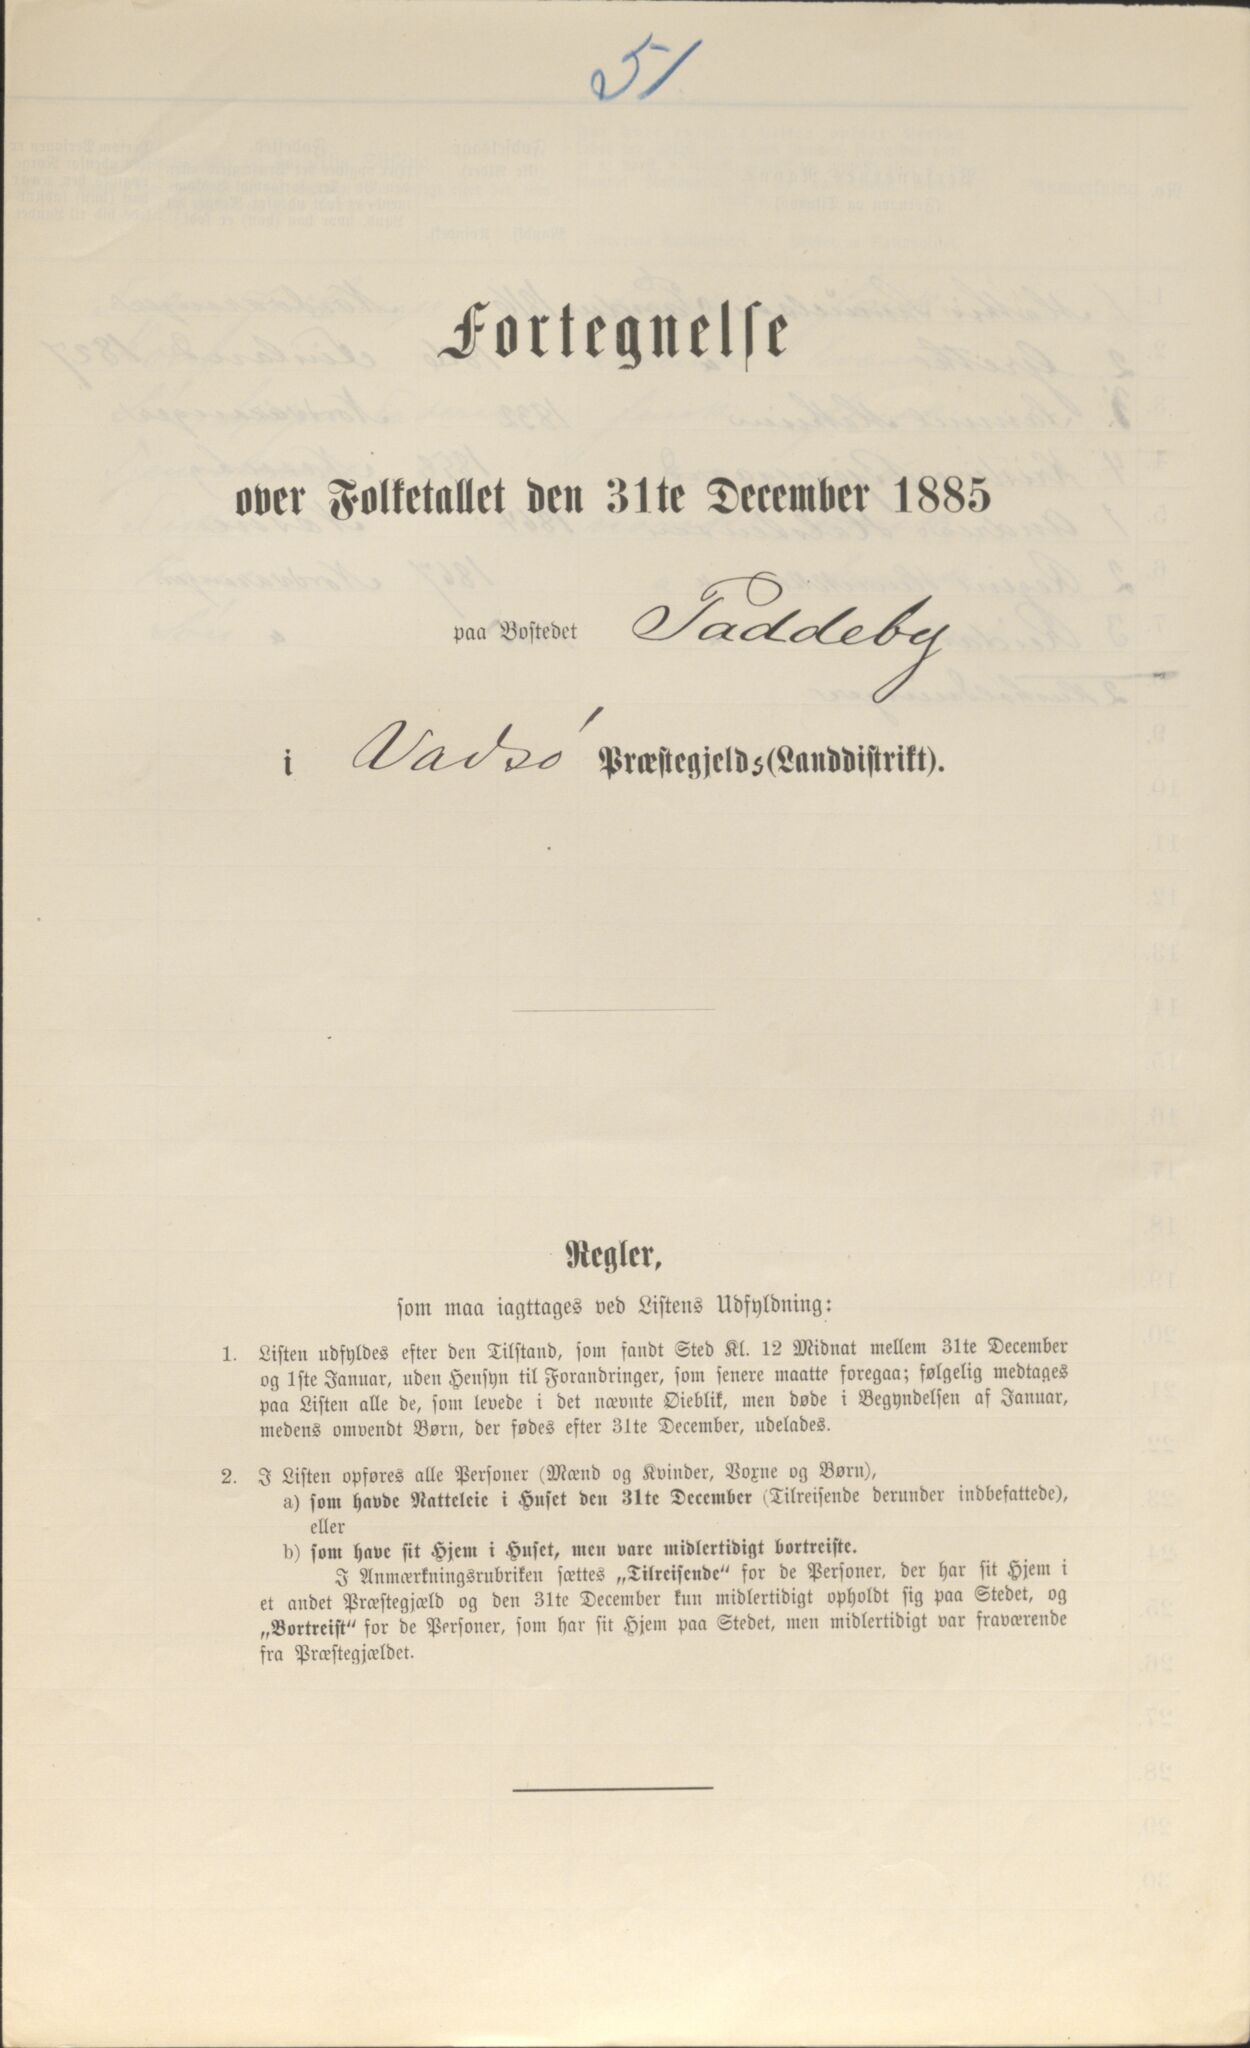 51
Fortegnelse
over Folketallet den 31te December 1885
paa Bostedet Paddeby
i Vadsø Præstegjelds (Landdistrikt).
Regler,
som maa iagttages ved Listens Udfyldning:
1. Listen udfyldes efter den Tilstand, som fandt Sted Kl. 12 Midnat mellem 31te December
og 1ste Januar, uden Hensyn til Forandringer, som senere maatte foregaa; følgelig medtages
paa Listen alle de, som levede i det nævnte Øieblik, men døde i Begyndelsen af Januar,
medens omvendt Børn, der fødes efter 31te December, udelades.
2. I Listen opføres alle Personer (Mænd og Kvinder, Voxne og Børn),
a) som havde Natteleie i Huset den 31te December (Tilreisende derunder indbefattede),
eller
b) som have sit Hjem i Huset, men vare midlertidigt bortreiste.
I Anmærkningsrubriken sættes „Tilreisende“ for de Personer, der har sit Hjem i
et andet Præstegjæld og den 31te December kun midlertidigt opholdt sig paa Stedet, og
„Bortreist“ for de Personer, som har sit Hjem paa Stedet, men midlertidigt var fraværende
fra Præstegjældet.